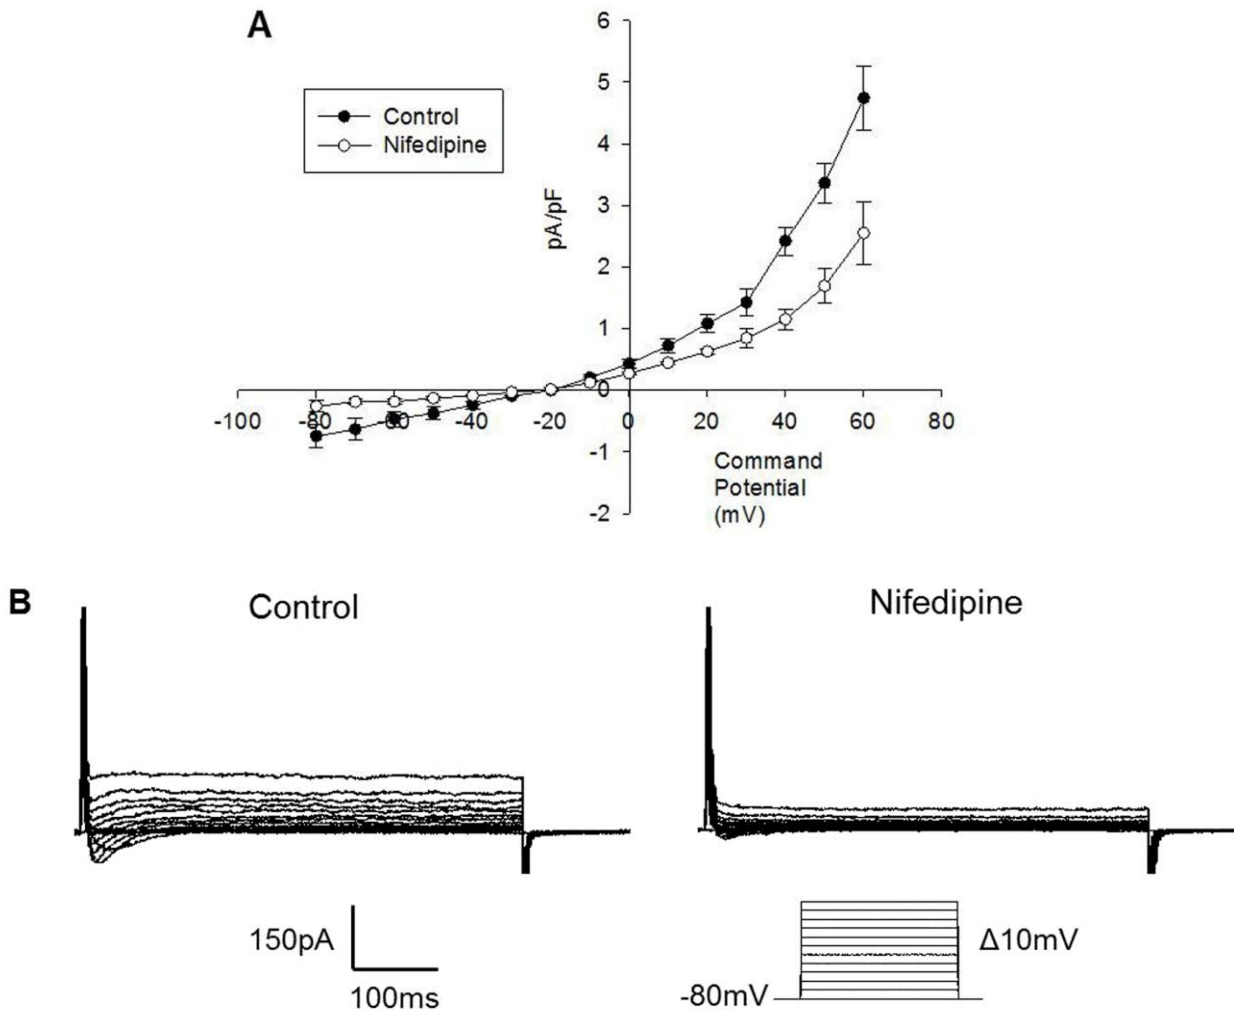 A
6
5
4
3
2
1
0
-1
-2
pA/pF
Control
Nifedipine
-100
-80
-60
-40
-20
0
20
40
60
80
Command
Potential
(mV)
B
Control
Nifedipine
150pA
100ms
Δ10mV
-80mV